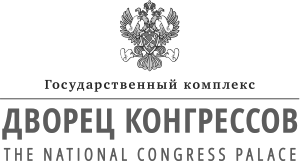 Государственный комплекс
ДВОРЕЦ КОНГРЕССОВ
THE NATIONAL CONGRESS PALACE